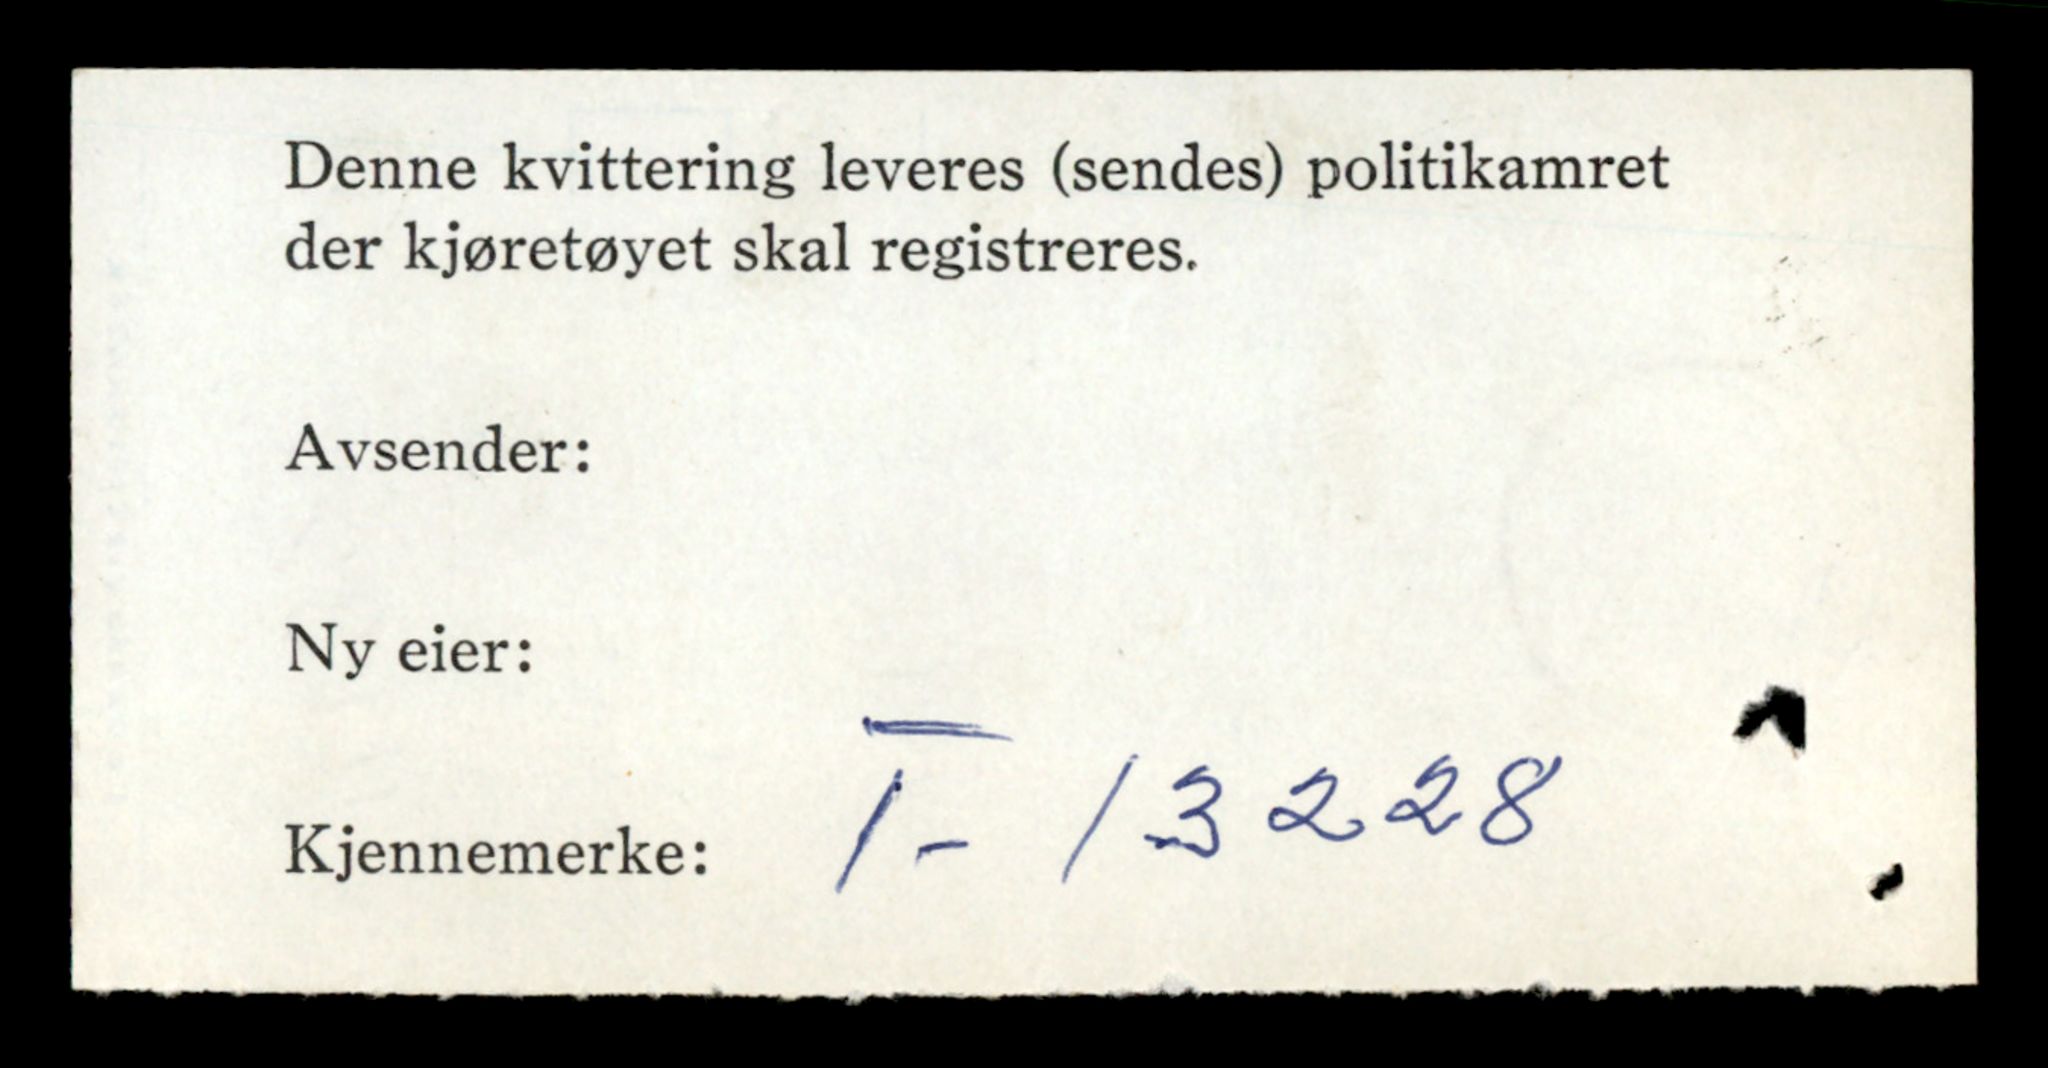 Denne kvittering leveres (sendes) politikamret
der kjøretøyet skal registreres.
Avsender:
Ny eier:
Kjennemerke: T- 13228